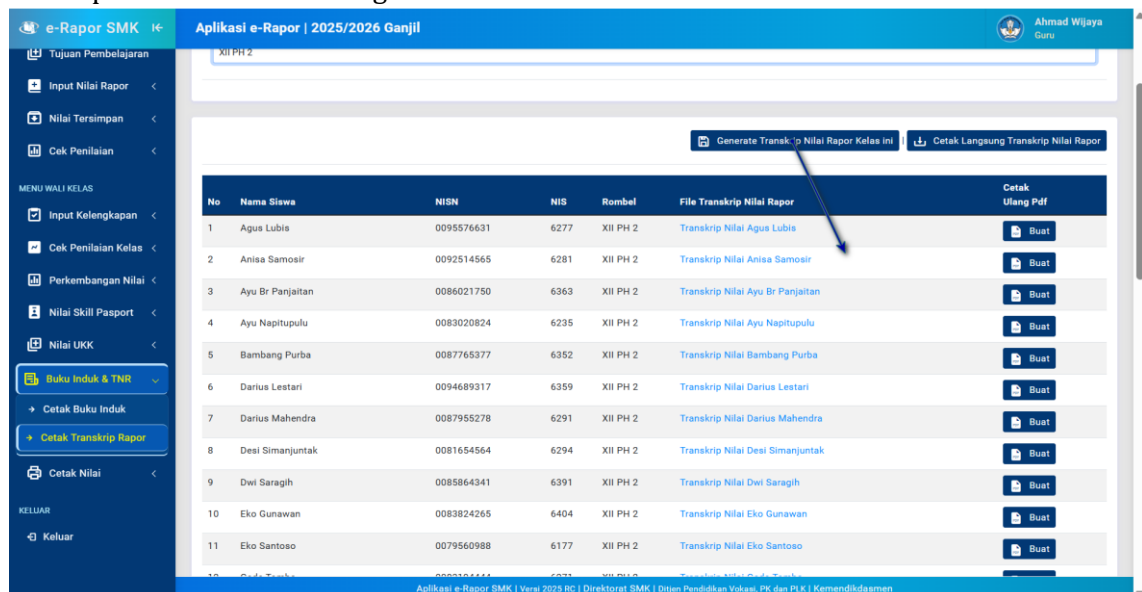 e-Rapor SMK
Aplikasi e-Rapor | 2025/2026 Ganjil
Ahmad Wijaya
Guru
Tujuan Pembelajaran
Input Nilai Rapor
Nilai Tersimpan
Cek Penilaian
MENU WALI KELAS
Input Kelengkapan
Cek Penilaian Kelas
Perkembangan Nilai
Nilai Skill Pasport
Nilai UKK
Buku Induk & TNR
Cetak Buku Induk
Cetak Transkrip Rapor
Cetak Nilai
KELUAR
Keluar
XII PH 2
Generate Transkrip Nilai Rapor Kelas ini | Cetak Langsung Transkrip Nilai Rapor
No Nama Siswa NISN NIS Rombel File Transkrip Nilai Rapor Cetak Ulang Pdf
1 Agus Lubis 0095576631 6277 XII PH 2 Transkrip Nilai Agus Lubis Buat
2 Anisa Samosir 0092514565 6281 XII PH 2 Transkrip Nilai Anisa Samosir Buat
3 Ayu Br Panjaitan 0086021750 6363 XII PH 2 Transkrip Nilai Ayu Br Panjaitan Buat
4 Ayu Napitupulu 0083020824 6235 XII PH 2 Transkrip Nilai Ayu Napitupulu Buat
5 Bambang Purba 0087765377 6352 XII PH 2 Transkrip Nilai Bambang Purba Buat
6 Darius Lestari 0094689317 6359 XII PH 2 Transkrip Nilai Darius Lestari Buat
7 Darius Mahendra 0087955278 6291 XII PH 2 Transkrip Nilai Darius Mahendra Buat
8 Desi Simanjuntak 0081654564 6294 XII PH 2 Transkrip Nilai Desi Simanjuntak Buat
9 Dwi Saragih 0085864341 6391 XII PH 2 Transkrip Nilai Dwi Saragih Buat
10 Eko Gunawan 0083824265 6404 XII PH 2 Transkrip Nilai Eko Gunawan Buat
11 Eko Santoso 0079560988 6177 XII PH 2 Transkrip Nilai Eko Santoso Buat
Aplikasi e-Rapor SMK | Versi 2025 RC | Direktorat SMK | Ditjen Pendidikan Vokasi, PK dan PLK | Kemendikdasmen